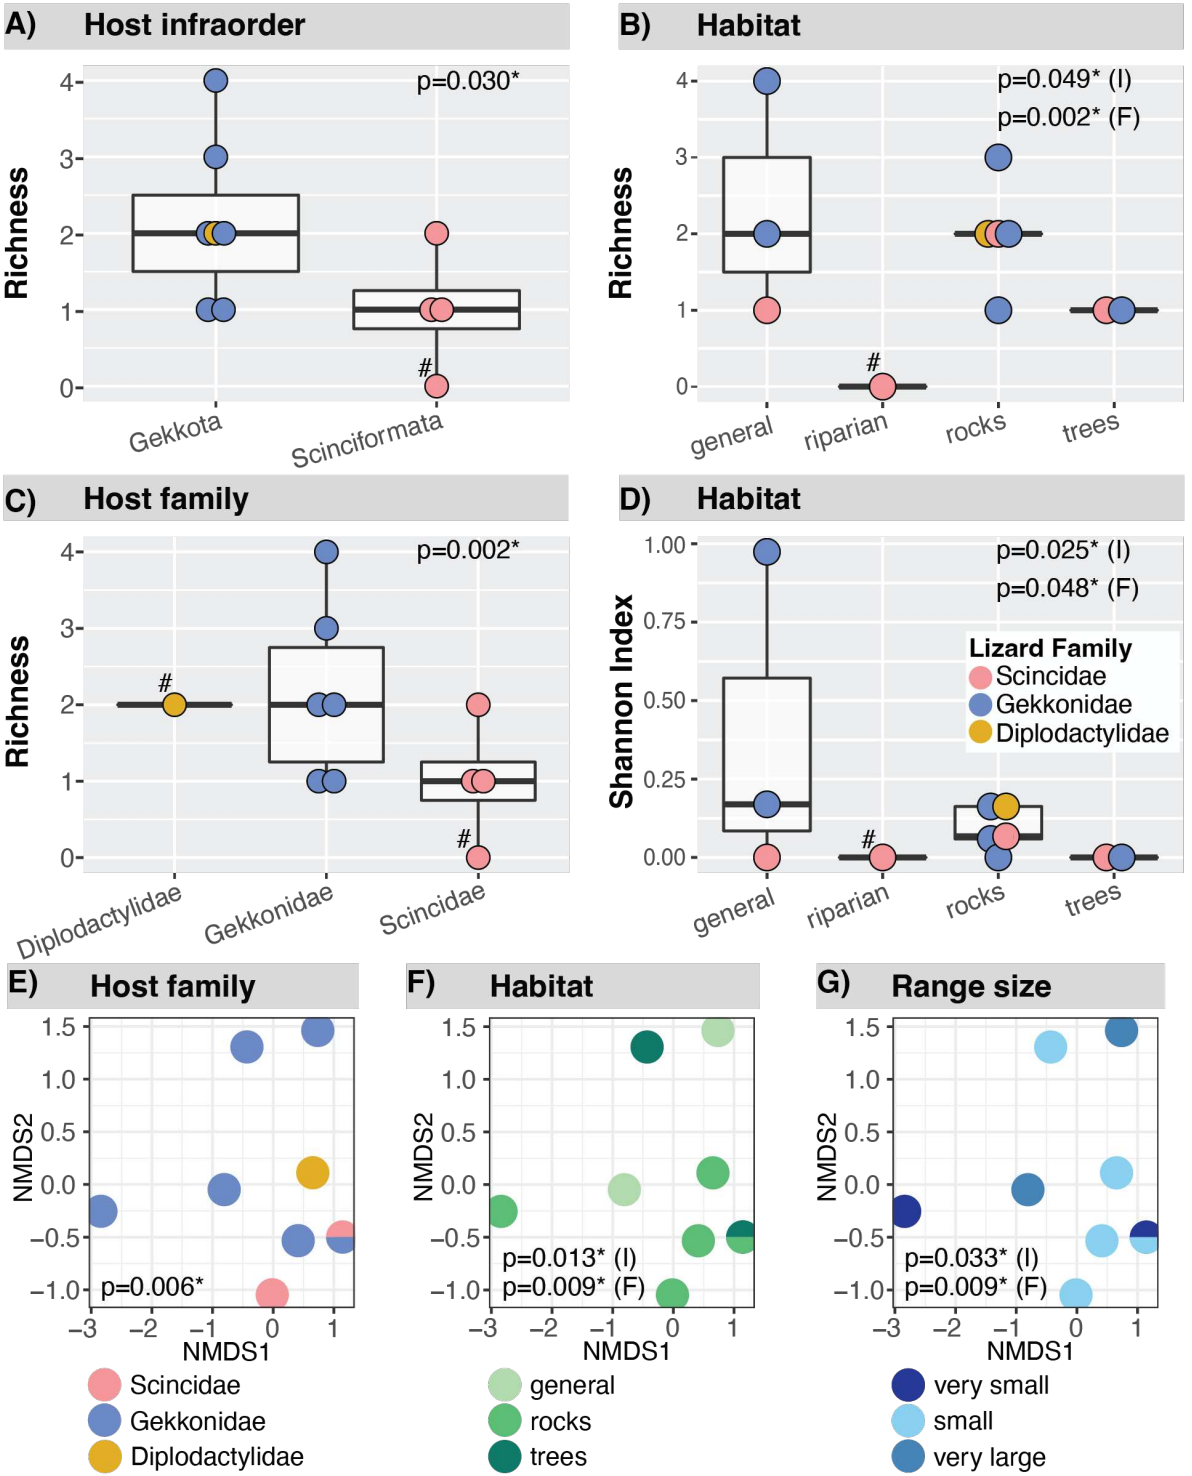 A) Host infraorder
Richness
4
3
2
1
0
p=0.030*
#
Gekkota
Scinciformata
B) Habitat
Richness
4
3
2
1
0
p=0.049* (I)
p=0.002* (F)
#
general
riparian
rocks
trees
C) Host family
Richness
4
3
2
1
0
p=0.002*
#
#
Diplodactylidae
Gekkonidae
Scincidae
D) Habitat
Shannon Index
1.00
0.75
0.50
0.25
0.00
p=0.025* (I)
p=0.048* (F)
Lizard Family
Scincidae
Gekkonidae
Diplodactylidae
#
general
riparian
rocks
trees
E) Host family
NMDS2
1.5
1.0
0.5
0.0
−0.5
−1.0
p=0.006*
−3 −2 −1 0 1
NMDS1
Scincidae
Gekkonidae
Diplodactylidae
F) Habitat
NMDS2
1.5
1.0
0.5
0.0
−0.5
−1.0
p=0.013* (I)
p=0.009* (F)
−3 −2 −1 0 1
NMDS1
general
rocks
trees
G) Range size
NMDS2
1.5
1.0
0.5
0.0
−0.5
−1.0
p=0.033* (I)
p=0.009* (F)
−3 −2 −1 0 1
NMDS1
very small
small
very large